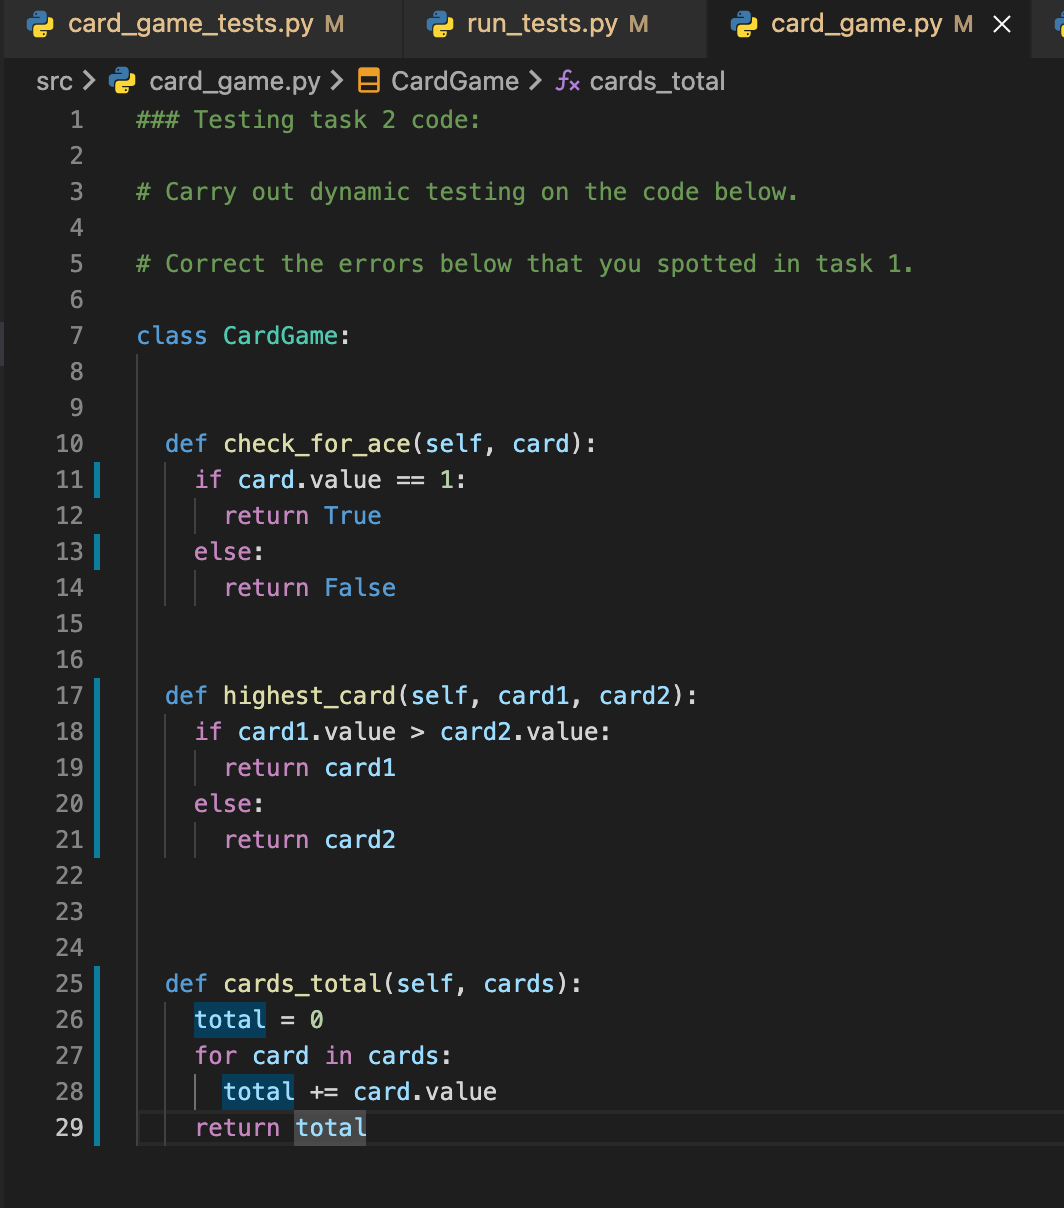 card_game_tests.py M run_tests.py M card_game.py M
src > card_game.py > CardGame > cards_total
1 ### Testing task 2 code:
2
3 # Carry out dynamic testing on the code below.
4
5 # Correct the errors below that you spotted in task 1.
6
7 class CardGame:
8
9
10   def check_for_ace(self, card):
11     if card.value == 1:
12       return True
13     else:
14       return False
15
16
17   def highest_card(self, card1, card2):
18     if card1.value > card2.value:
19       return card1
20     else:
21       return card2
22
23
24
25   def cards_total(self, cards):
26     total = 0
27     for card in cards:
28       total += card.value
29     return total